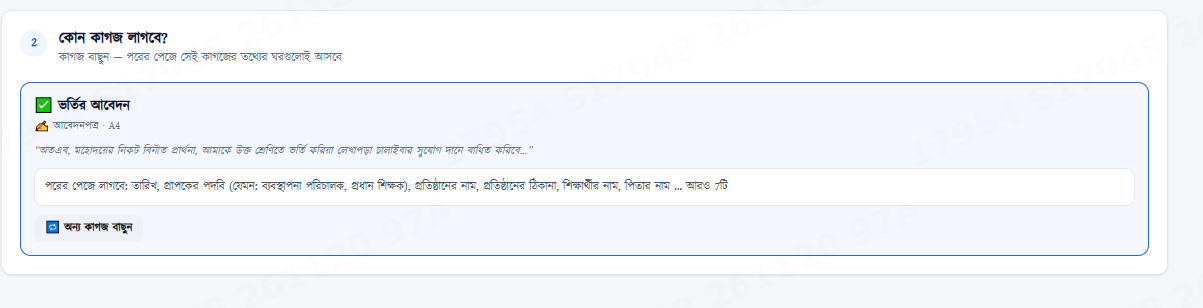 2
কোন কাগজ লাগবে?
কাগজ বাছুন — পরের পেজে সেই কাগজের তথ্যের ঘরগুলোই আসবে
✅ ভর্তির আবেদন
✍ আবেদনপত্র · A4
“অতএব, মহোদয়ের নিকট বিনীত প্রার্থনা, আমাকে উক্ত শ্রেণিতে ভর্তি করিয়া লেখাপড়া চালাইবার সুযোগ দানে বাধিত করিবে...”
পরের পেজে লাগবে: তারিখ, প্রাপকের পদবি (যেমন: ব্যবস্থাপনা পরিচালক, প্রধান শিক্ষক), প্রতিষ্ঠানের নাম, প্রতিষ্ঠানের ঠিকানা, শিক্ষার্থীর নাম, পিতার নাম ... আরও 7টি
🔁 অন্য কাগজ বাছুন